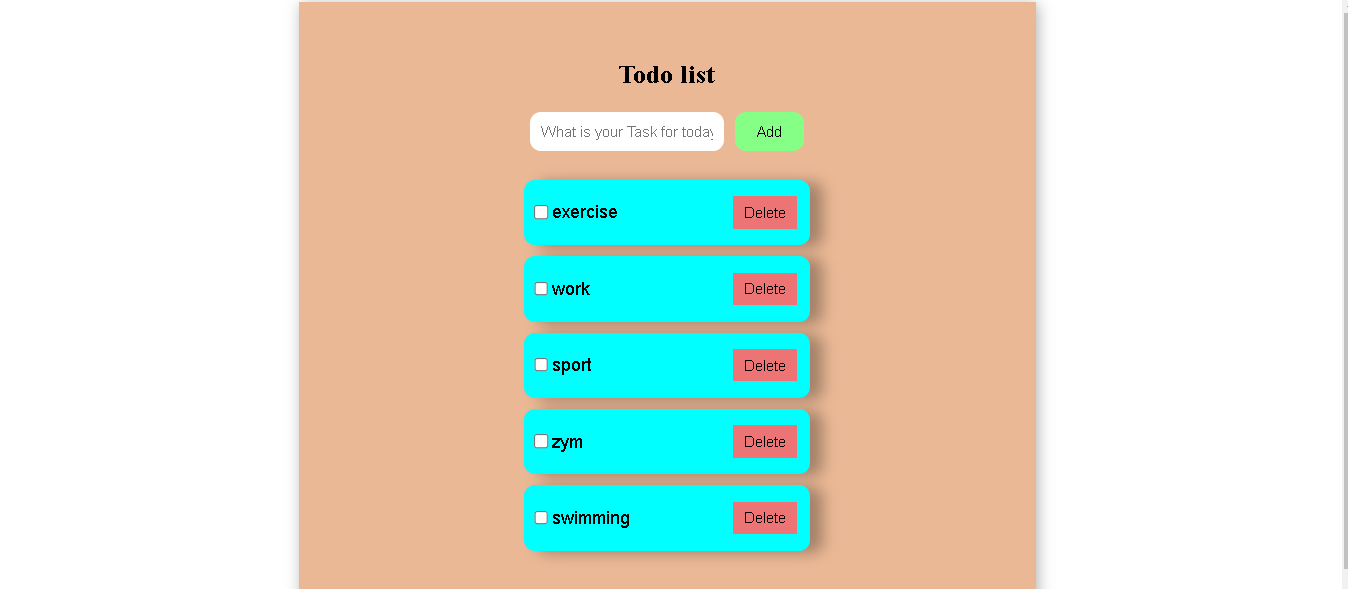 Todo list
What is your Task for today
Add
exercise
Delete
work
Delete
sport
Delete
zym
Delete
swimming
Delete